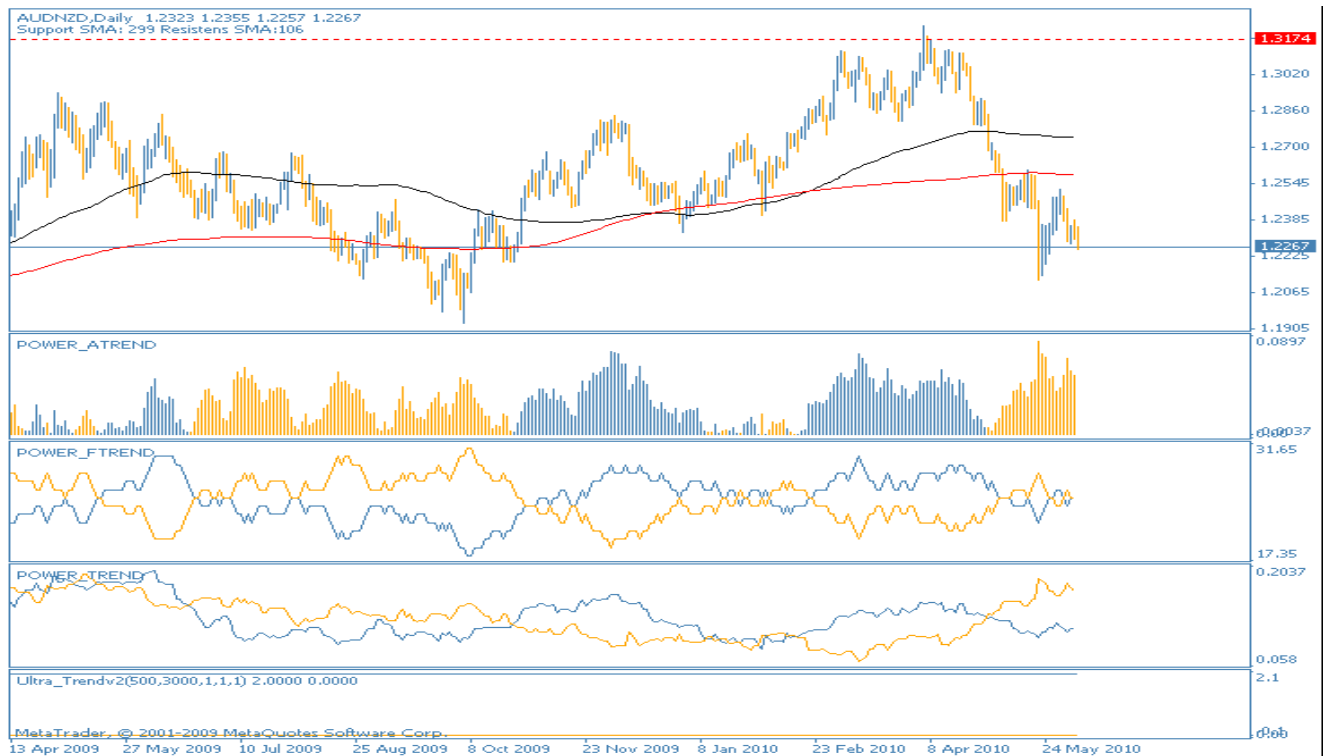 AUDNZD,Daily 1.2323 1.2355 1.2257 1.2267
Support SMA: 299 Resistens SMA:106
1.3174
1.3020
1.2860
1.2700
1.2545
1.2385
1.2267
1.2225
1.2065
1.1905
POWER_ATREND
0.0897
POWER_FTREND
31.65
17.35
POWER_TREND
0.2037
0.058
Ultra_Trendv2(500,3000,1,1,1) 2.0000 0.0000
2.1
MetaTrader, © 2001-2009 MetaQuotes Software Corp.
13 Apr 2009 27 May 2009 10 Jul 2009 25 Aug 2009 8 Oct 2009 23 Nov 2009 8 Jan 2010 23 Feb 2010 8 Apr 2010 24 May 2010